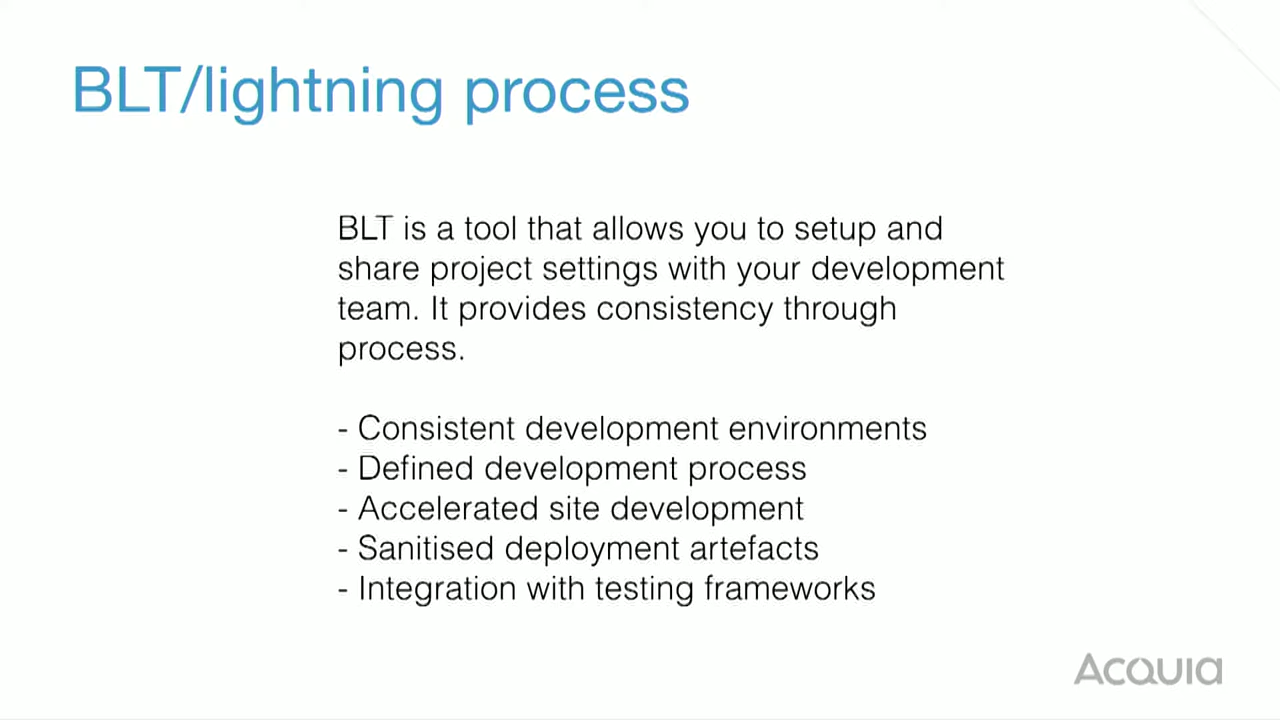 BLT/lightning process
BLT is a tool that allows you to setup and
share project settings with your development
team. It provides consistency through
process.
- Consistent development environments
- Defined development process
- Accelerated site development
- Sanitised deployment artefacts
- Integration with testing frameworks
Acquia